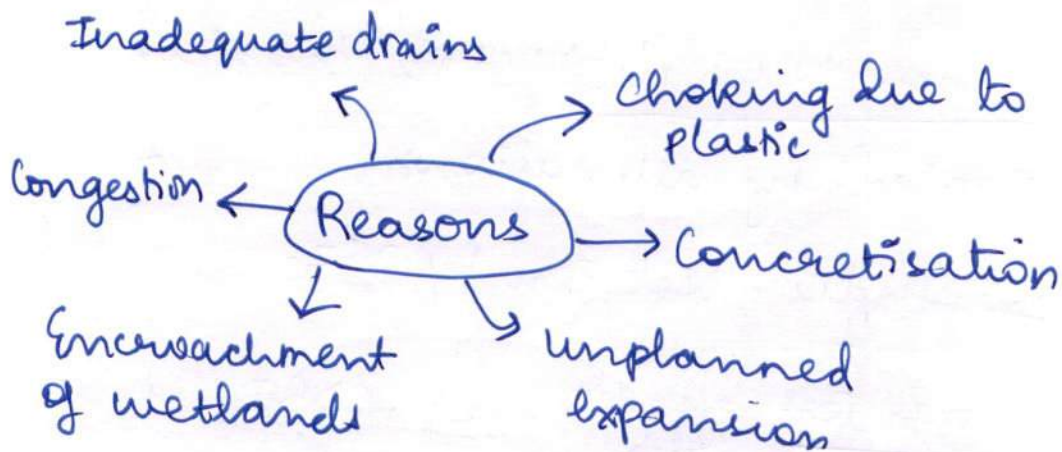 Inadequate drains
Choking due to
plastic
Congestion
Reasons
Concretisation
Encroachment
of wetlands
unplanned
expansion